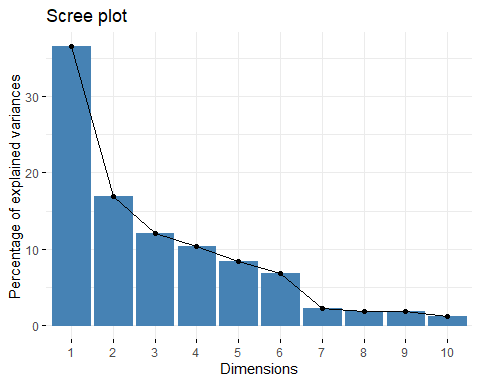 Scree plot
Percentage of explained variances
30
20
10
0
1 2 3 4 5 6 7 8 9 10
Dimensions